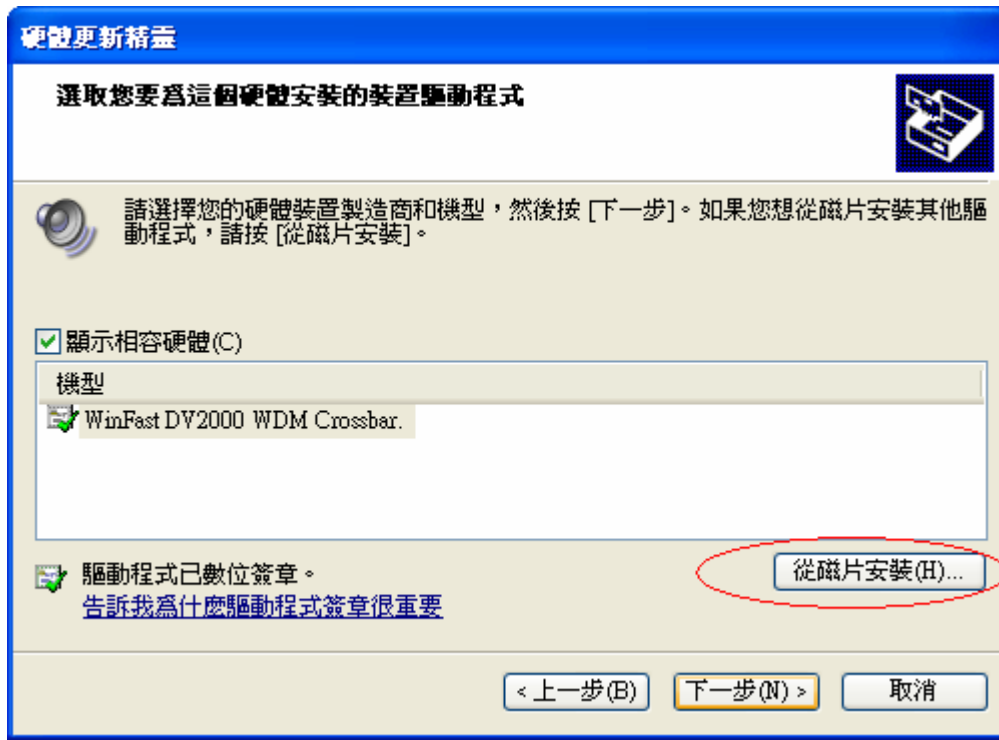 硬體更新精靈
選取您要為這個硬體安裝的裝置驅動程式
請選擇您的硬體裝置製造商和機型，然後按 [下一步]。如果您想從磁片安裝其他驅
動程式，請按 [從磁片安裝]。
顯示相容硬體(C)
機型
WinFast DV2000 WDM Crossbar.
驅動程式已數位簽章。
從磁片安裝(H)...
告訴我為什麼驅動程式簽章很重要
< 上一步(B)
下一步(N) >
取消